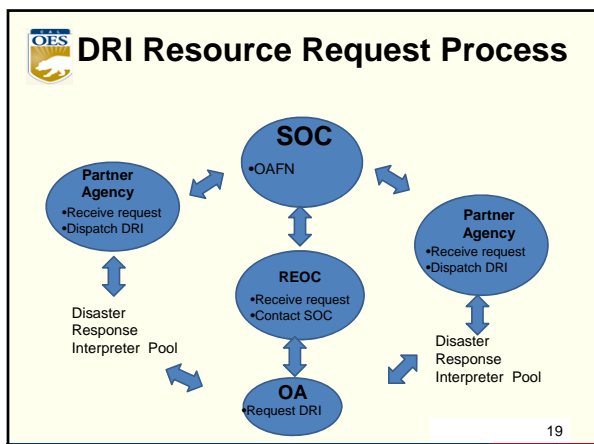 CAL
OES
DRI Resource Request Process
SOC
•OAFN
Partner
Agency
•Receive request
•Dispatch DRI
Partner
Agency
•Receive request
•Dispatch DRI
REOC
•Receive request
•Contact SOC
Disaster
Response
Interpreter Pool
Disaster
Response
Interpreter Pool
OA
•Request DRI
19